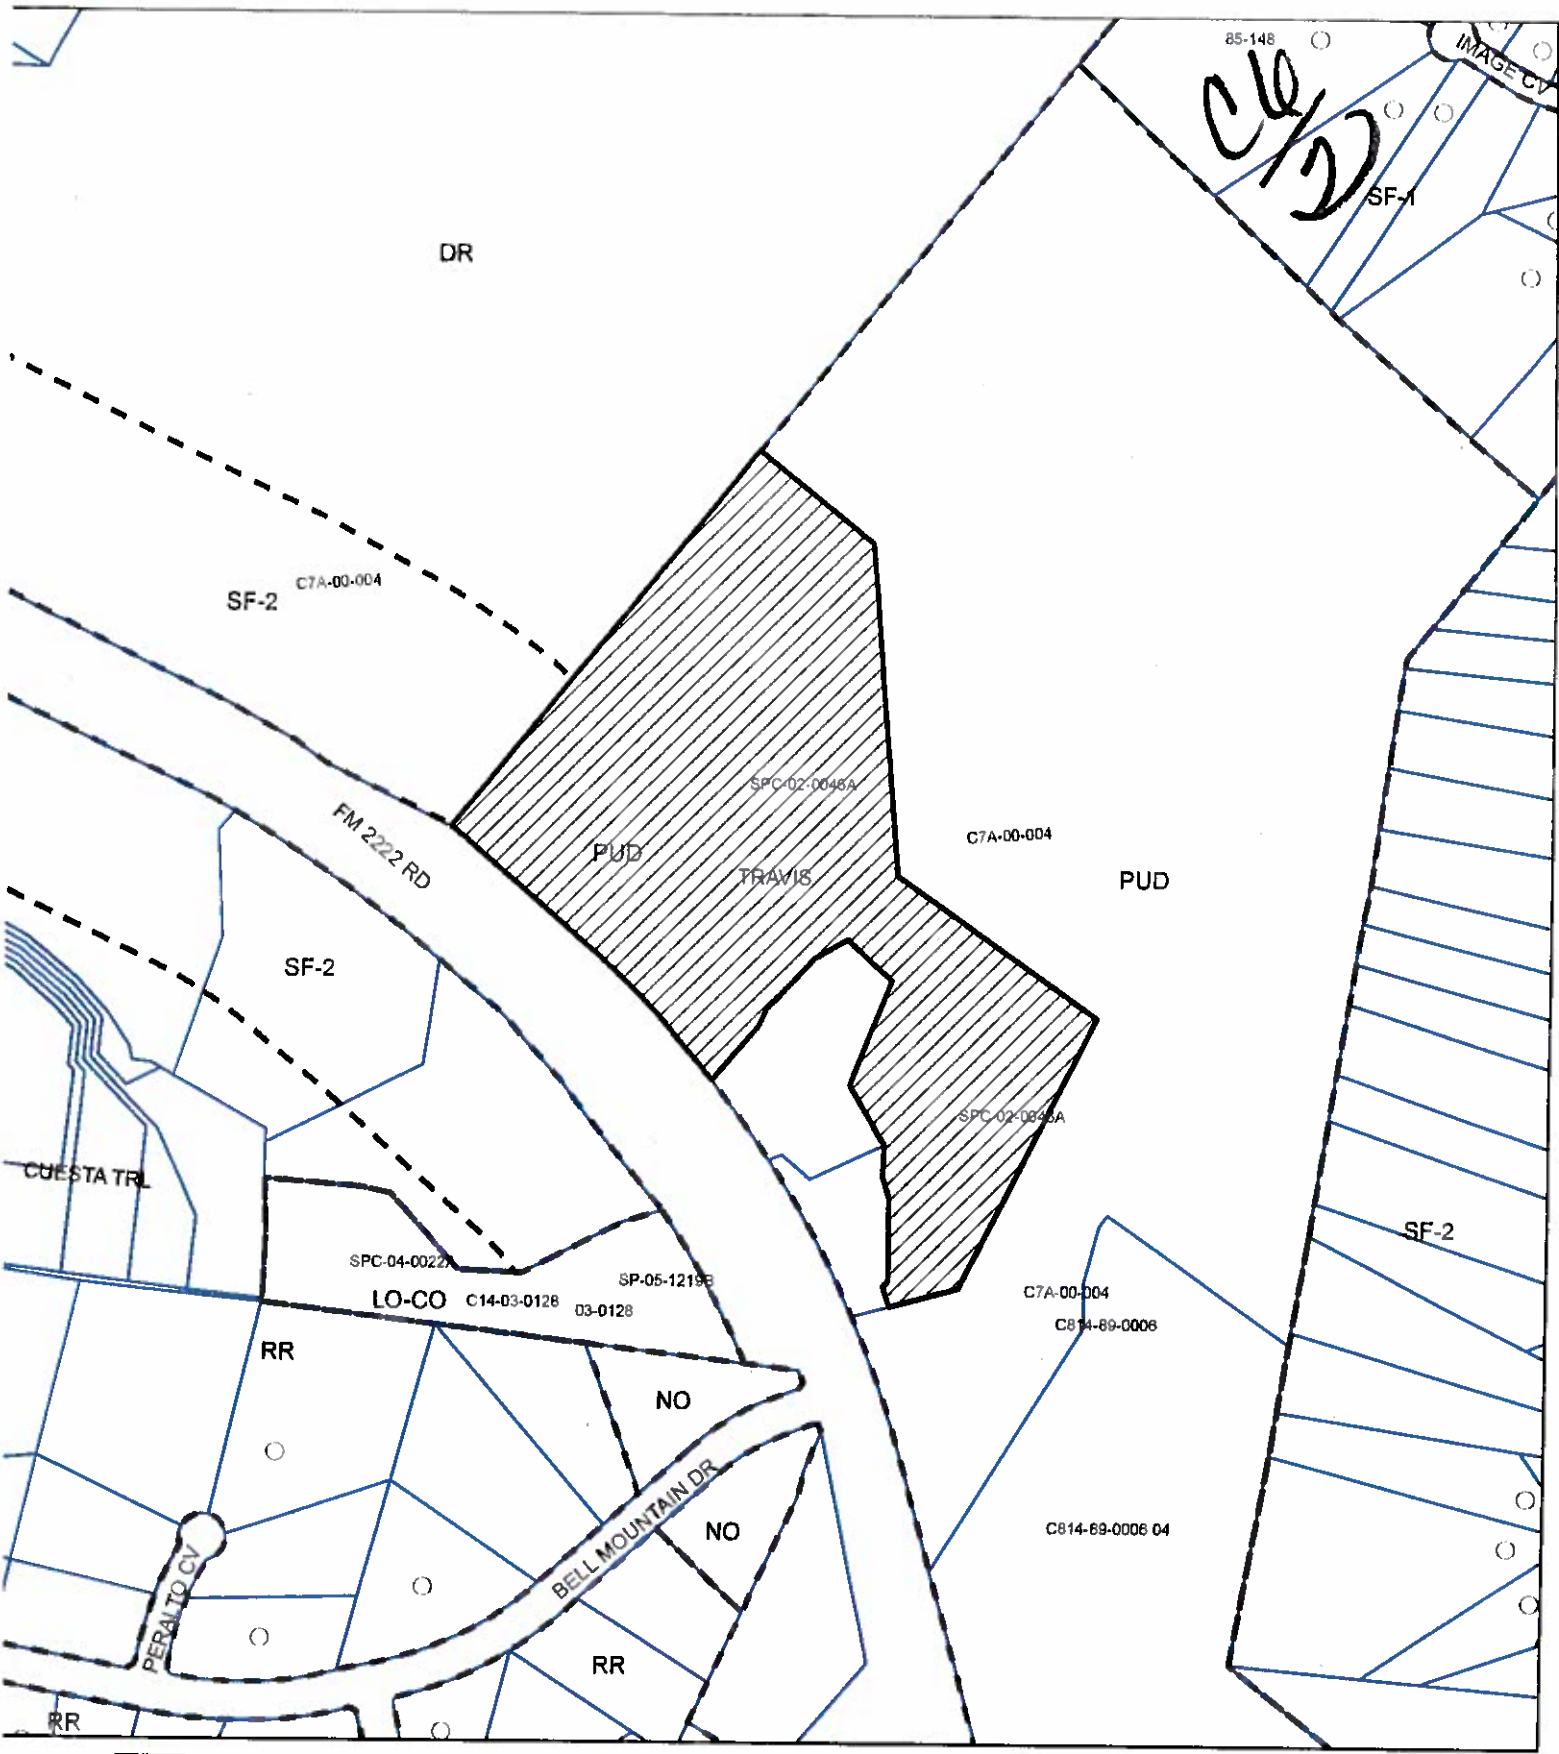 85-148
IMAGE CV
C6/2
SF-1
DR
C7A-00-004
SF-2
SPC-02-0046A
FM 2222 RD
PUD
TRAVIS
C7A-00-004
PUD
SF-2
SPC-02-0046A
CUESTA TRL
SF-2
SPC-04-0022A
SP-05-1219B
LO-CO
C14-03-0128
03-0128
C7A-00-004
C814-89-0006
RR
NO
BELL MOUNTAIN DR
NO
C814-89-0006 04
PERALTO CV
RR
RR